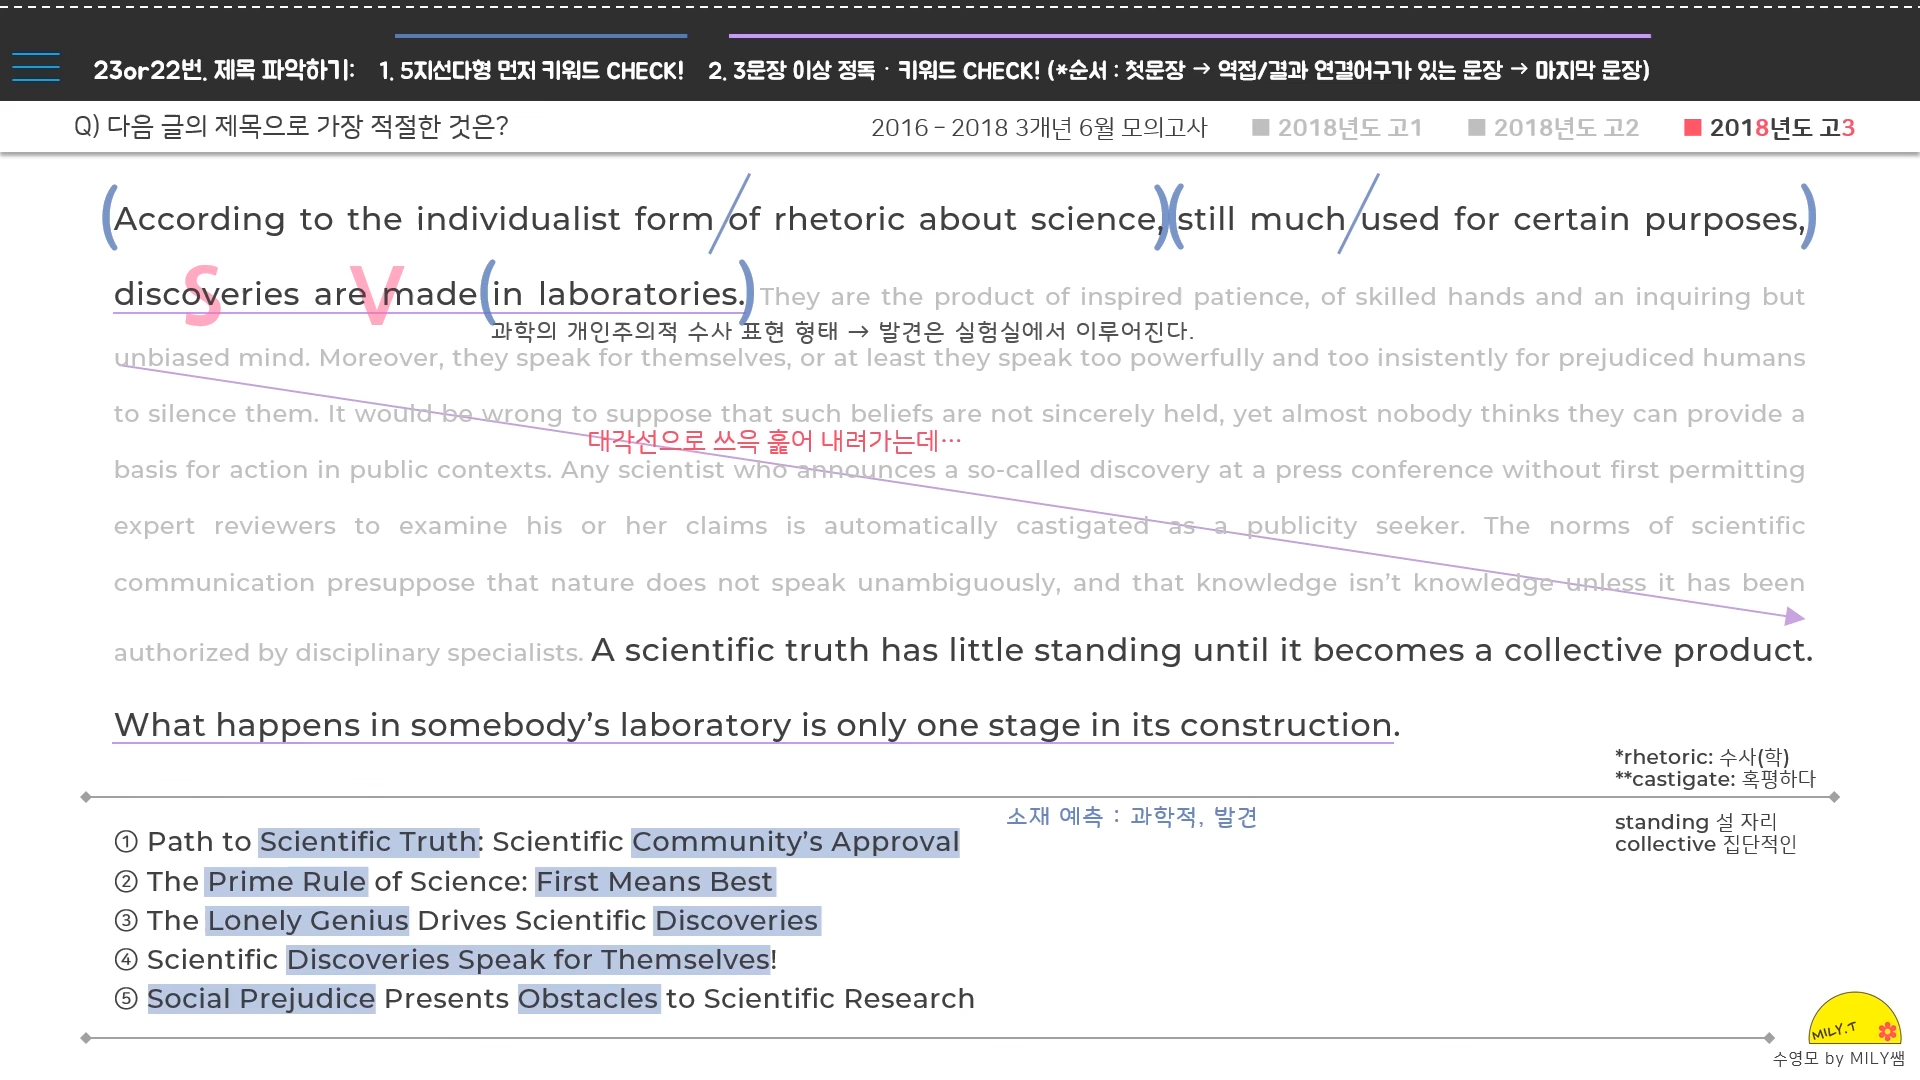 23or22번. 제목 파악하기: 1. 5지선다형 먼저 키워드 CHECK! 2. 3문장 이상 정독 · 키워드 CHECK! (*순서 : 첫문장 → 역접/결과 연결어구가 있는 문장 → 마지막 문장)
Q) 다음 글의 제목으로 가장 적절한 것은? 2016 – 2018 3개년 6월 모의고사 ■ 2018년도 고1 ■ 2018년도 고2 ■ 2018년도 고3
(According to the individualist form / of rhetoric about science,)(still much / used for certain purposes,)
S V
discoveries are made (in laboratories.) They are the product of inspired patience, of skilled hands and an inquiring but
과학의 개인주의적 수사 표현 형태 → 발견은 실험실에서 이루어진다.
unbiased mind. Moreover, they speak for themselves, or at least they speak too powerfully and too insistently for prejudiced humans
to silence them. It would be wrong to suppose that such beliefs are not sincerely held, yet almost nobody thinks they can provide a
대각선으로 쓰윽 훑어 내려가는데…
basis for action in public contexts. Any scientist who announces a so-called discovery at a press conference without first permitting
expert reviewers to examine his or her claims is automatically castigated as a publicity seeker. The norms of scientific
communication presuppose that nature does not speak unambiguously, and that knowledge isn’t knowledge unless it has been
authorized by disciplinary specialists. A scientific truth has little standing until it becomes a collective product.
What happens in somebody’s laboratory is only one stage in its construction.
*rhetoric: 수사(학)
**castigate: 혹평하다
소재 예측 : 과학적, 발견
standing 설 자리
collective 집단적인
① Path to Scientific Truth: Scientific Community’s Approval
② The Prime Rule of Science: First Means Best
③ The Lonely Genius Drives Scientific Discoveries
④ Scientific Discoveries Speak for Themselves!
⑤ Social Prejudice Presents Obstacles to Scientific Research
MILY.T
수영모 by MILY쌤